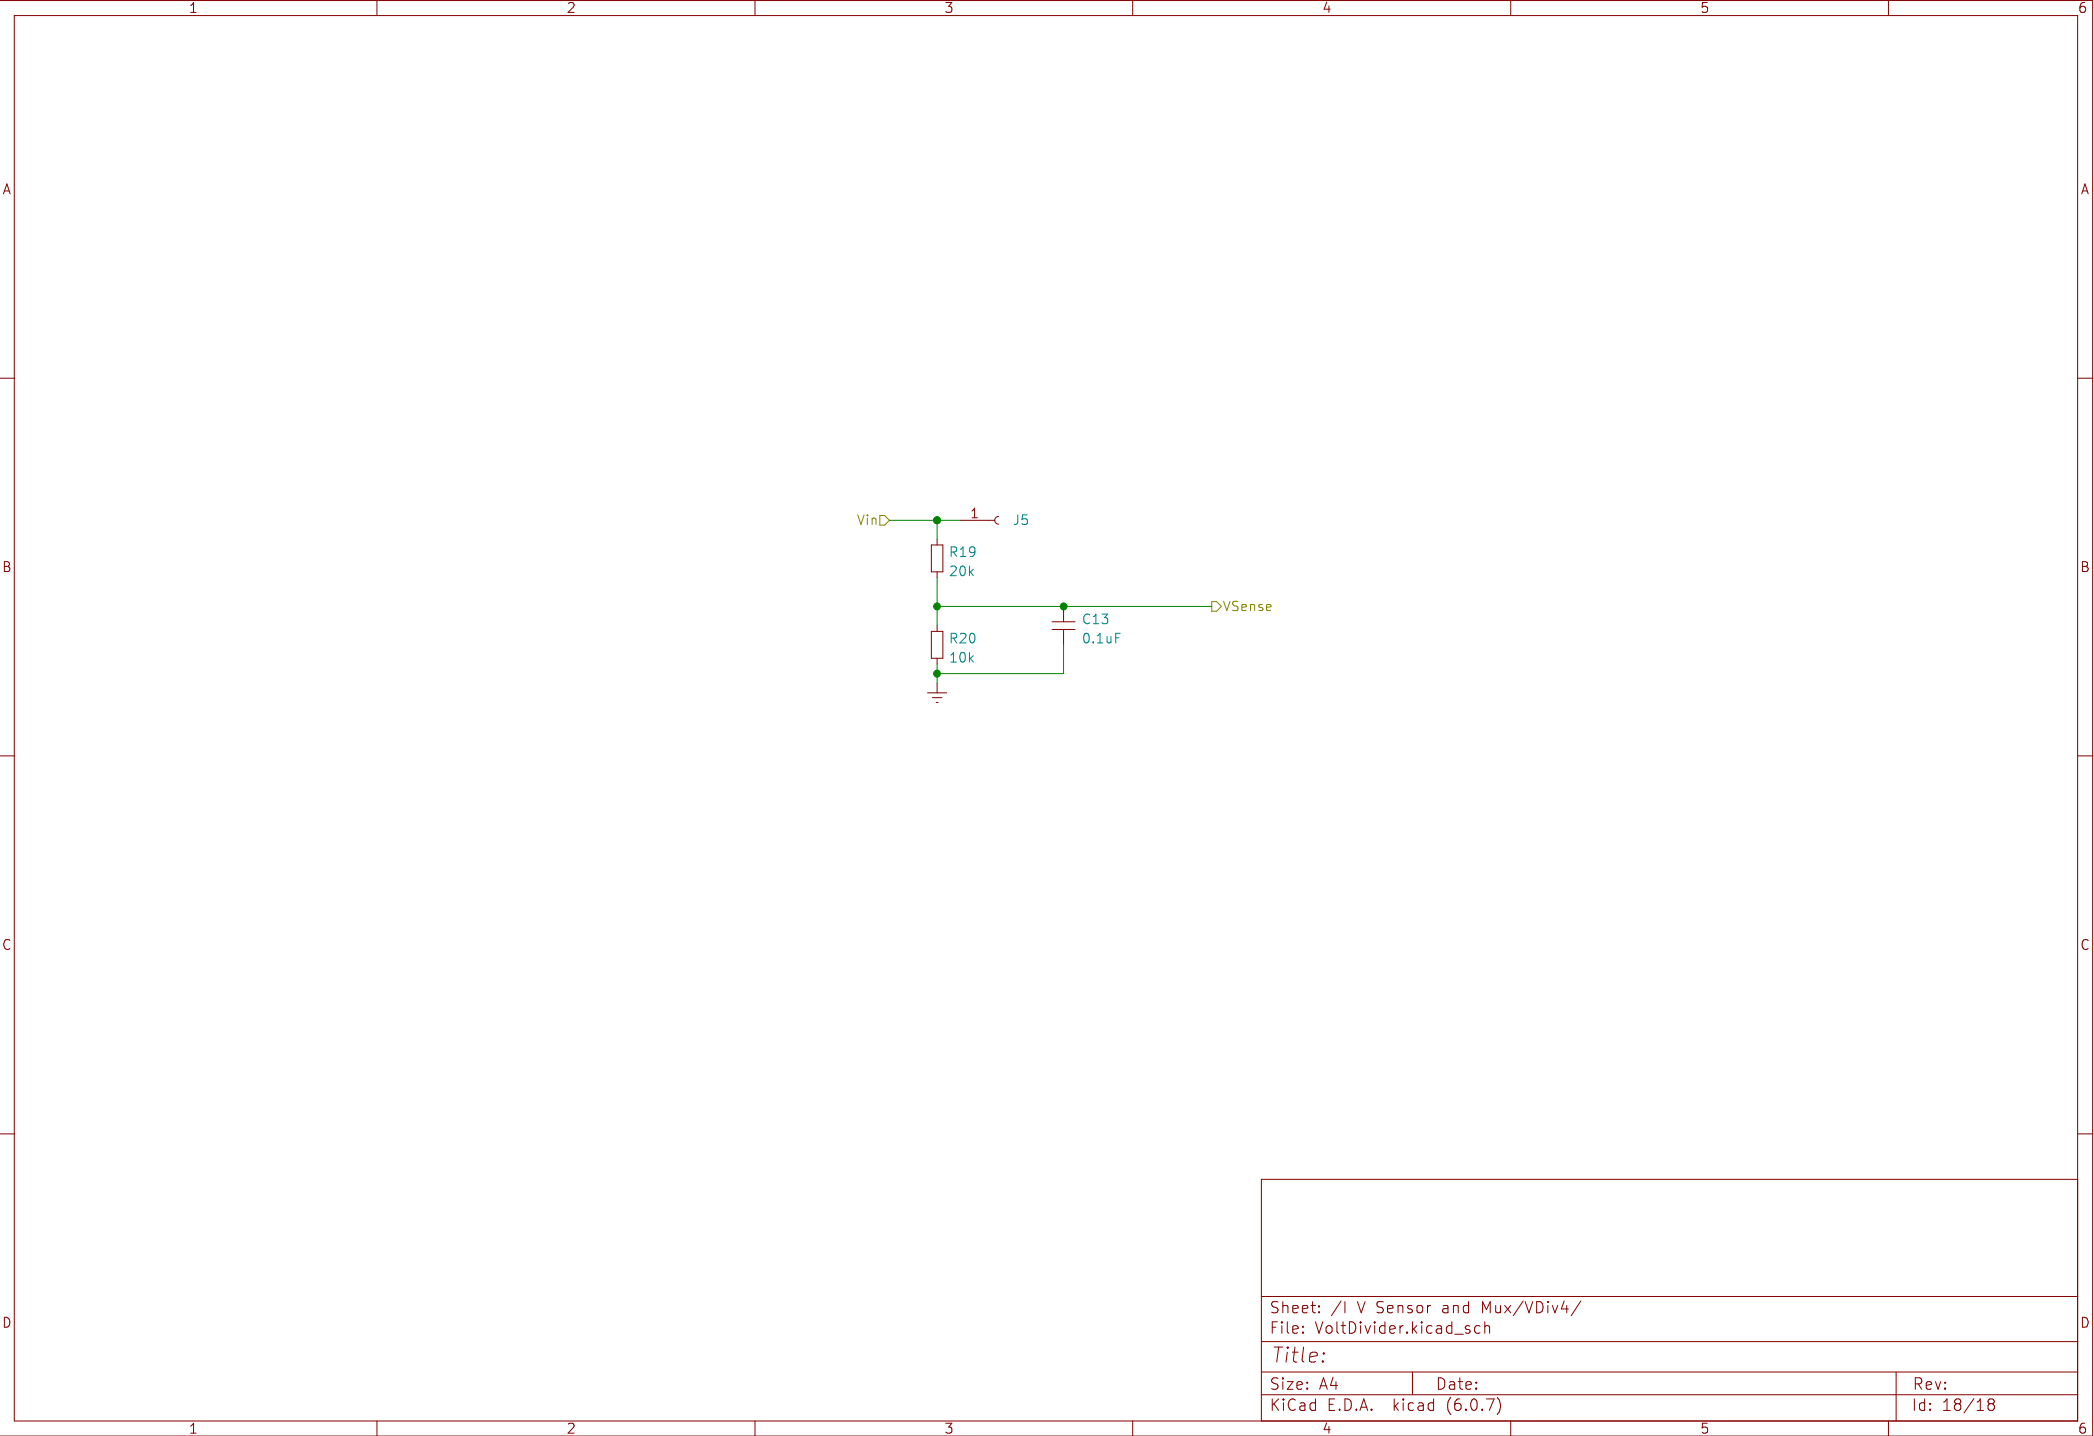 1 2 3 4 5 6
A A
Vin 1 J5
R19
20k
B B
VSense
C13
0.1uF
R20
10k
C C
Sheet: /I V Sensor and Mux/VDiv4/
File: VoltDivider.kicad_sch
D D
Title:
Size: A4 Date: Rev:
KiCad E.D.A. kicad (6.0.7) Id: 18/18
1 2 3 4 5 6